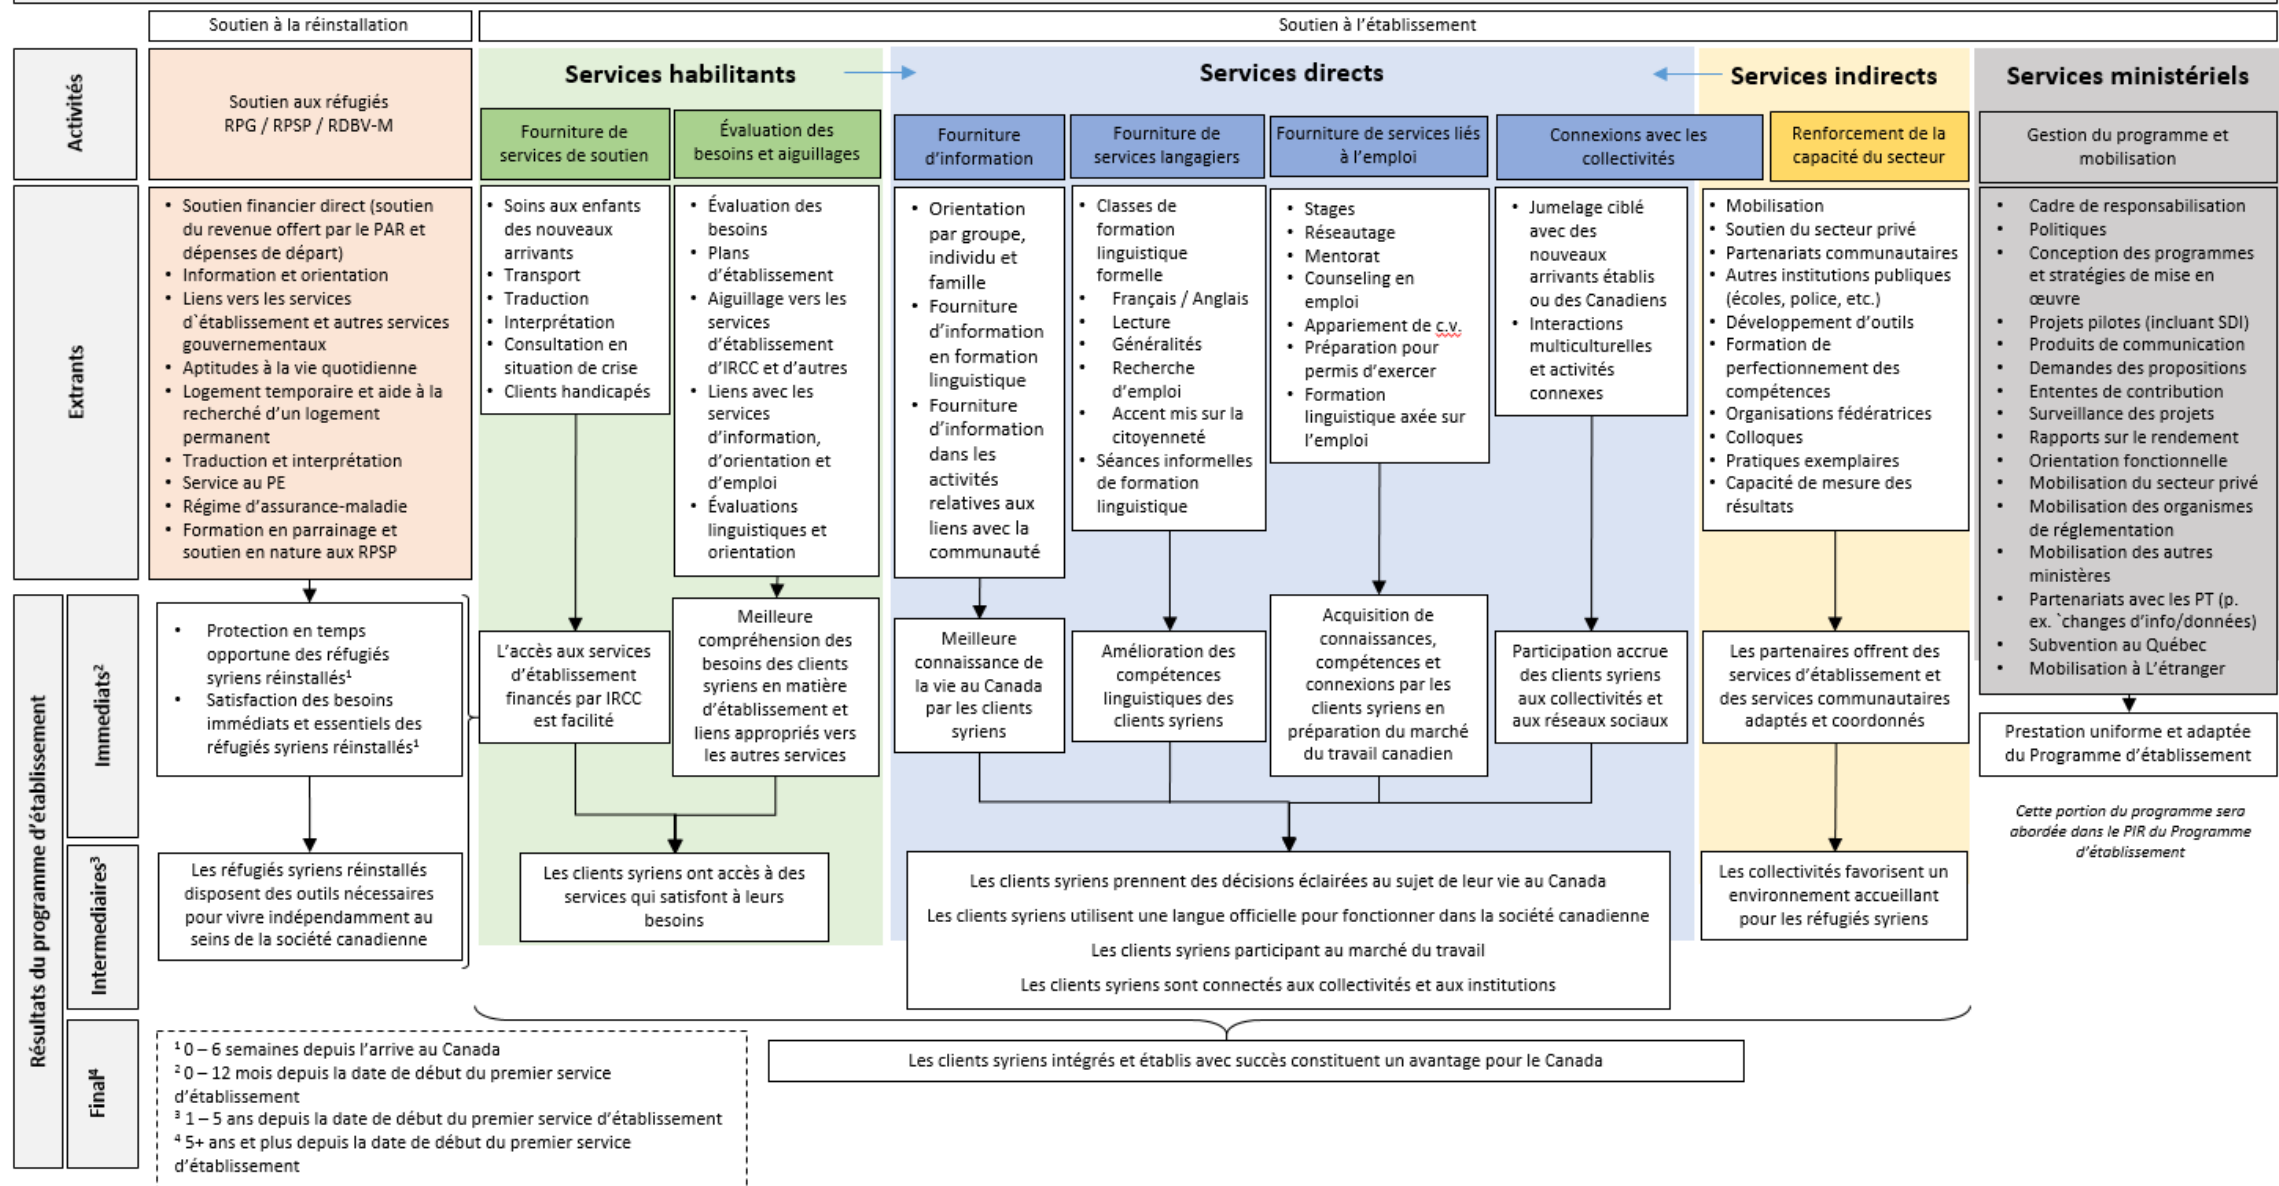 Soutien à la réinstallation
Soutien à l'établissement
Activités
Soutien aux réfugiés
RPG / RPSP / RDBV-M
Services habilitants
Services directs
Services indirects
Services ministériels
Fourniture de
services de soutien
Évaluation des
besoins et aiguillages
Fourniture
d'information
Fourniture de
services langagiers
Fourniture de services liés
à l'emploi
Connexions avec les
collectivités
Renforcement de la
capacité du secteur
Gestion du programme et
mobilisation
Extrants
• Soutien financier direct (soutien
du revenue offert par le PAR et
dépenses de départ)
• Information et orientation
• Liens vers les services
d`établissement et autres services
gouvernementaux
• Aptitudes à la vie quotidienne
• Logement temporaire et aide à la
recherché d'un logement
permanent
• Traduction et interprétation
• Service au PE
• Régime d'assurance-maladie
• Formation en parrainage et
soutien en nature aux RPSP
• Soins aux enfants
des nouveaux
arrivants
• Transport
• Traduction
• Interprétation
• Consultation en
situation de crise
• Clients handicapés
• Évaluation des
besoins
• Plans
d'établissement
• Aiguillage vers les
services
d'établissement
d'IRCC et d'autres
• Liens avec les
services
d'information,
d'orientation et
d'emploi
• Évaluations
linguistiques et
orientation
• Orientation
par groupe,
individu et
famille
• Fourniture
d'information
en formation
linguistique
• Fourniture
d'information
dans les
activités
relatives aux
liens avec la
communauté
• Classes de
formation
linguistique
formelle
• Français / Anglais
• Lecture
• Généralités
• Recherche
d'emploi
• Accent mis sur la
citoyenneté
• Séances informelles
de formation
linguistique
• Stages
• Réseautage
• Mentorat
• Counseling en
emploi
• Appariement de c.v.
• Préparation pour
permis d'exercer
• Formation
linguistique axée sur
l'emploi
• Jumelage ciblé
avec des
nouveaux
arrivants établis
ou des Canadiens
• Interactions
multiculturelles
et activités
connexes
• Mobilisation
• Soutien du secteur privé
• Partenariats communautaires
• Autres institutions publiques
(écoles, police, etc.)
• Développement d'outils
• Formation de
perfectionnement des
compétences
• Organisations fédératrices
• Colloques
• Pratiques exemplaires
• Capacité de mesure des
résultats
• Cadre de responsabilisation
• Politiques
• Conception des programmes
et stratégies de mise en
œuvre
• Projets pilotes (incluant SDI)
• Produits de communication
• Demandes des propositions
• Ententes de contribution
• Surveillance des projets
• Rapports sur le rendement
• Orientation fonctionnelle
• Mobilisation du secteur privé
• Mobilisation des organismes
de réglementation
• Mobilisation des autres
ministères
• Partenariats avec les PT (p.
ex. `changes d'info/données)
• Subvention au Québec
• Mobilisation à L'étranger
Résultats du programme d'établissement
Immediats²
• Protection en temps
opportune des réfugiés
syriens réinstallés¹
• Satisfaction des besoins
immédiats et essentiels des
réfugiés syriens réinstallés¹
L'accès aux services
d'établissement
financés par IRCC
est facilité
Meilleure
compréhension des
besoins des clients
syriens en matière
d'établissement et
liens appropriés vers
les autres services
Meilleure
connaissance de
la vie au Canada
par les clients
syriens
Amélioration des
compétences
linguistiques des
clients syriens
Acquisition de
connaissances,
compétences et
connexions par les
clients syriens en
préparation du marché
du travail canadien
Participation accrue
des clients syriens
aux collectivités et
aux réseaux sociaux
Les partenaires offrent des
services d'établissement et
des services communautaires
adaptés et coordonnés
Prestation uniforme et adaptée
du Programme d'établissement
Cette portion du programme sera
abordée dans le PIR du Programme
d'établissement
Intermediaires³
Les réfugiés syriens réinstallés
disposent des outils nécessaires
pour vivre indépendamment au
seins de la société canadienne
Les clients syriens ont accès à des
services qui satisfont à leurs
besoins
Les clients syriens prennent des décisions éclairées au sujet de leur vie au Canada
Les clients syriens utilisent une langue officielle pour fonctionner dans la société canadienne
Les clients syriens participant au marché du travail
Les clients syriens sont connectés aux collectivités et aux institutions
Les collectivités favorisent un
environnement accueillant
pour les réfugiés syriens
Final⁴
¹ 0 – 6 semaines depuis l'arrive au Canada
² 0 – 12 mois depuis la date de début du premier service
d'établissement
³ 1 – 5 ans depuis la date de début du premier service d'établissement
⁴ 5+ ans et plus depuis la date de début du premier service
d'établissement
Les clients syriens intégrés et établis avec succès constituent un avantage pour le Canada